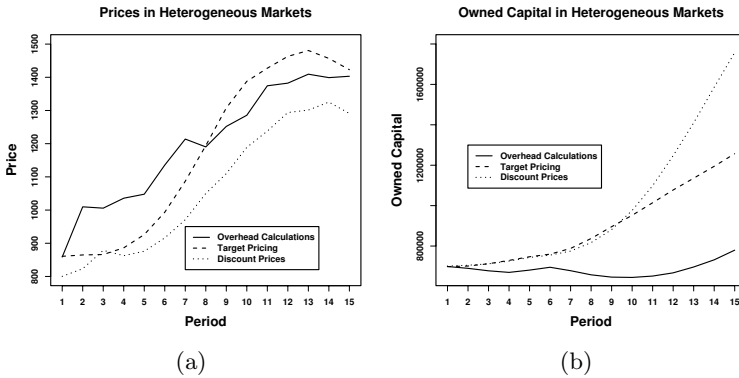 Prices in Heterogeneous Markets
Price
1500
1400
1300
1200
1100
1000
900
800
Overhead Calculations
Target Pricing
Discount Prices
1 2 3 4 5 6 7 8 9 10 11 12 13 14 15
Period
(a)
Owned Capital in Heterogeneous Markets
Owned Capital
1600000
1200000
800000
Overhead Calculations
Target Pricing
Discount Prices
1 2 3 4 5 6 7 8 9 10 11 12 13 14 15
Period
(b)